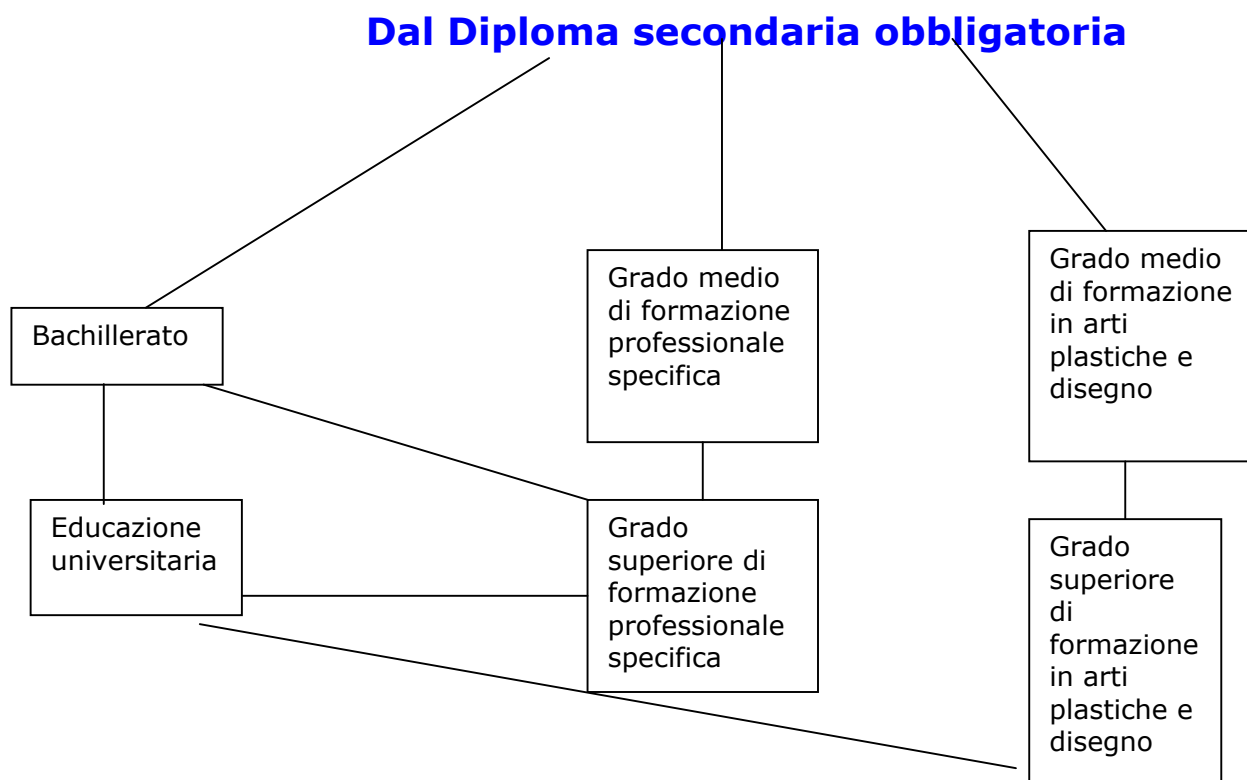 Dal Diploma secondaria obbligatoria
Bachillerato
Grado medio
di formazione
professionale
specifica
Grado medio
di formazione
in arti
plastiche e
disegno
Educazione
universitaria
Grado
superiore di
formazione
professionale
specifica
Grado
superiore
di
formazione
in arti
plastiche e
disegno